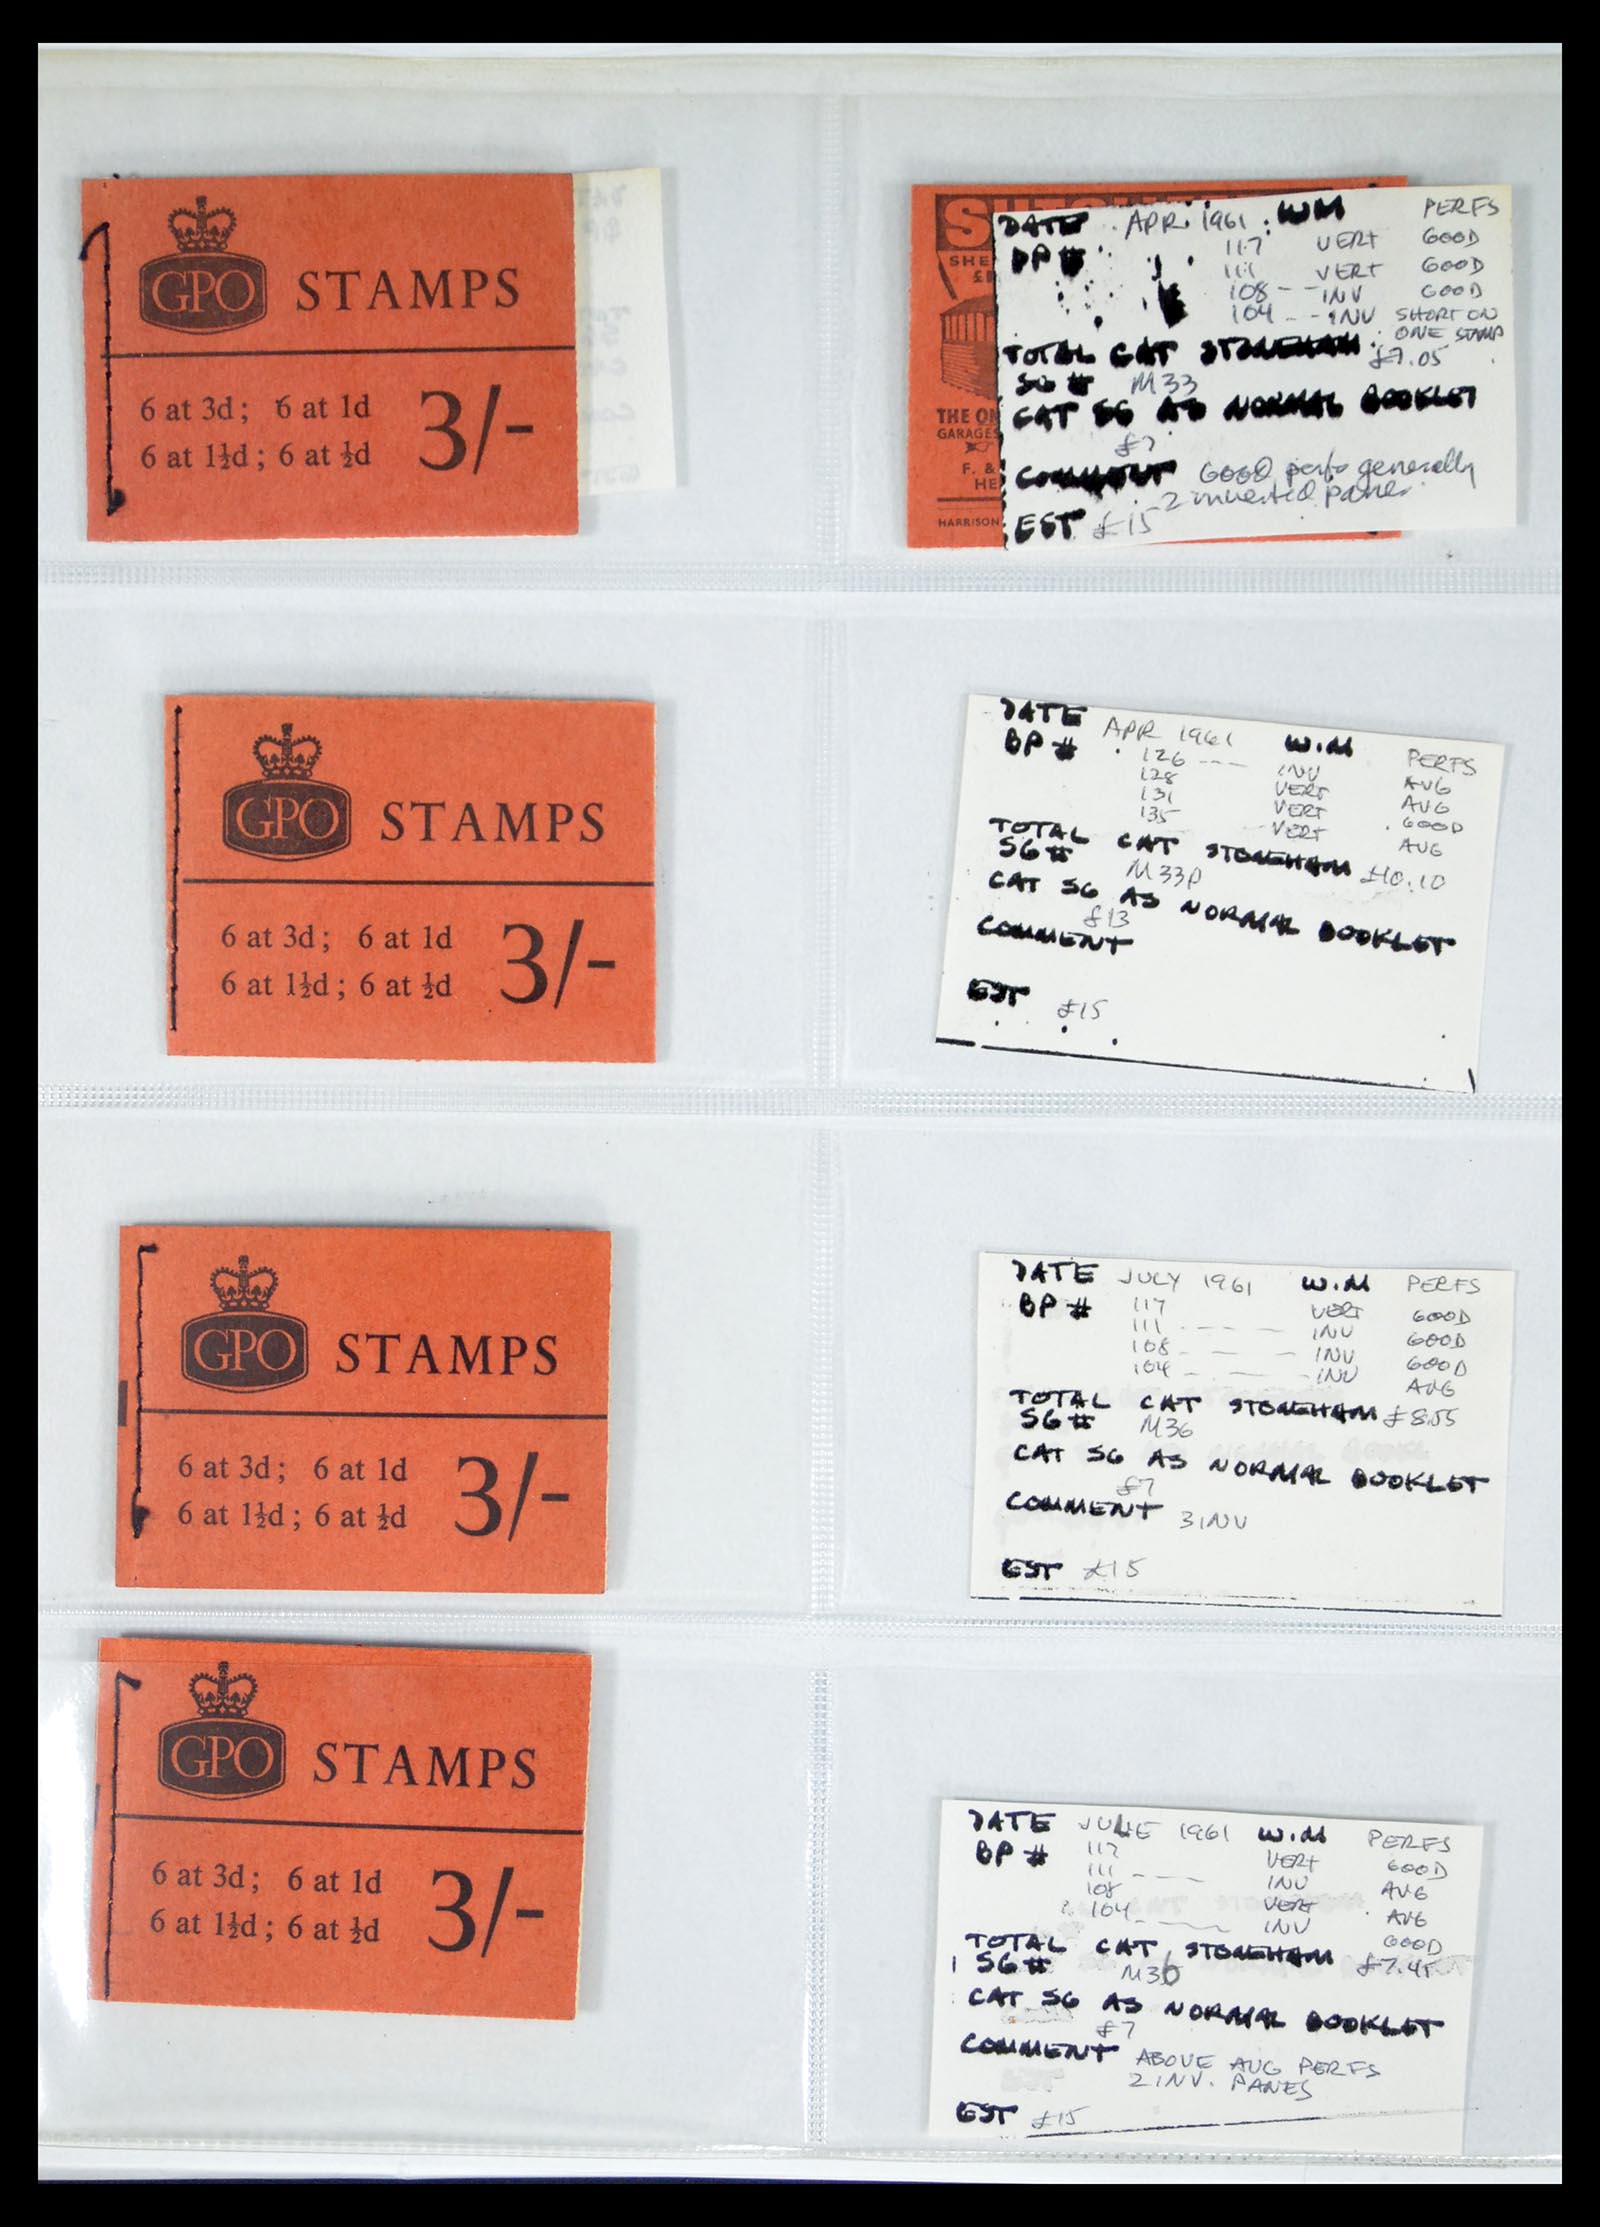 GPO STAMPS
6 at 3d; 6 at 1d
6 at 1½d; 6 at ½d
3/-
SHE
THE
GARAGES
F. &
HE
HARRISON
DATE APR. 1961 WM PERFS
BP # 117 VERT GOOD
111 VERT GOOD
108 -- INV GOOD
104 -- INV SHORT ON
ONE STAMP
TOTAL CAT STONEHAM £7.05
SG # M33
CAT SG AS NORMAL BOOKLET
£7
COMMENT GOOD perfs generally
2 inverted panes
EST £15
GPO STAMPS
6 at 3d; 6 at 1d
6 at 1½d; 6 at ½d
3/-
DATE APR 1961 W.M PERFS
BP # 126 --- INV AVG
128 VERT AVG
131 VERT GOOD
135 VERT AVG
TOTAL CAT STONEHAM £10.10
SG # M33p
CAT SG AS NORMAL BOOKLET
£13
COMMENT
EST £15
GPO STAMPS
6 at 3d; 6 at 1d
6 at 1½d; 6 at ½d
3/-
DATE JULY 1961 W.M PERFS
BP # 117 VERT GOOD
111 ---- INV GOOD
108 --- INV GOOD
104 ---- INV AVG
TOTAL CAT STONEHAM £8.55
SG # M36
CAT SG AS NORMAL BOOKLET
£7
COMMENT 3 INV
EST £15
GPO STAMPS
6 at 3d; 6 at 1d
6 at 1½d; 6 at ½d
3/-
DATE 1961 W.M PERFS
BP # 117 VERT GOOD
111 --- INV AVG
108 VERT AVG
104 --- INV GOOD
TOTAL CAT STONEHAM £7.45
SG #
CAT SG AS NORMAL BOOKLET
£7
COMMENT ABOVE AVG PERFS
2 INV. PANES
EST £15